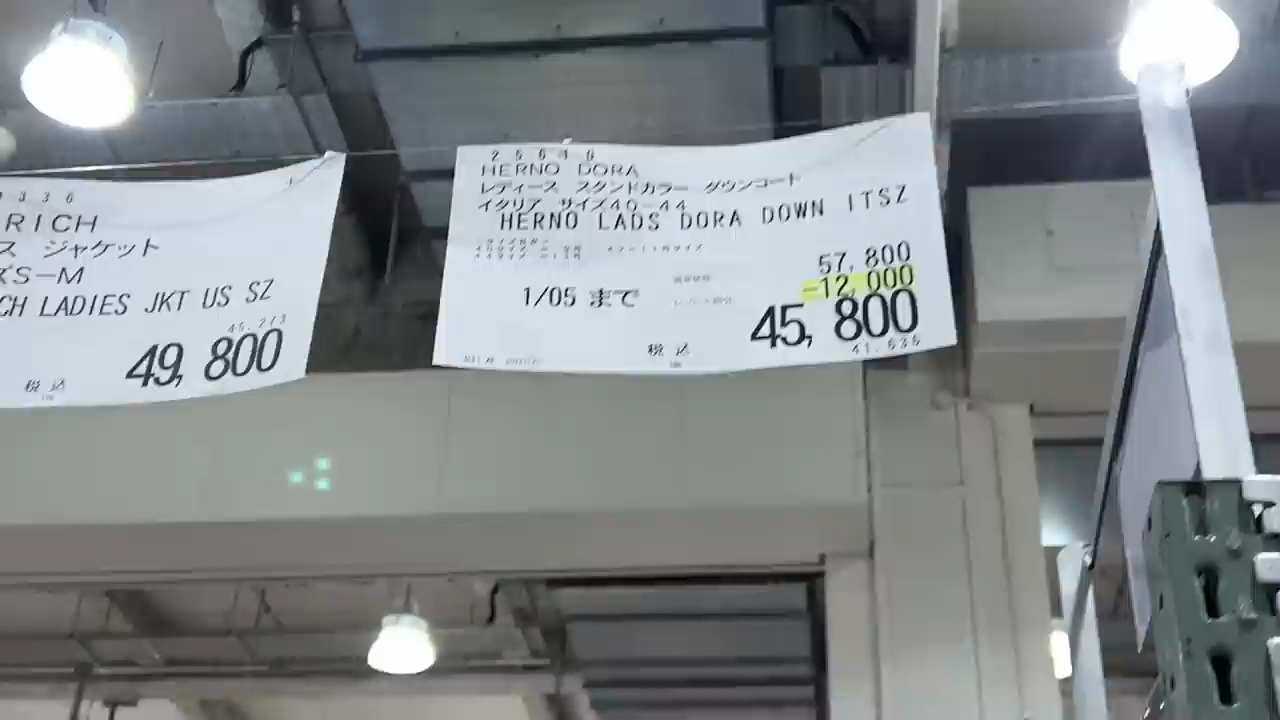 336
RICH
ス ジャケット
ズS-M
CH LADIES JKT US SZ
45,273
49,800
税込
HERNO DORA
レディース スタンドカラー ダウンコート
イタリア サイズ40-44
HERNO LADS DORA DOWN ITSZ
57,800
-12,000
1/05 まで
45,800
税込
41,636